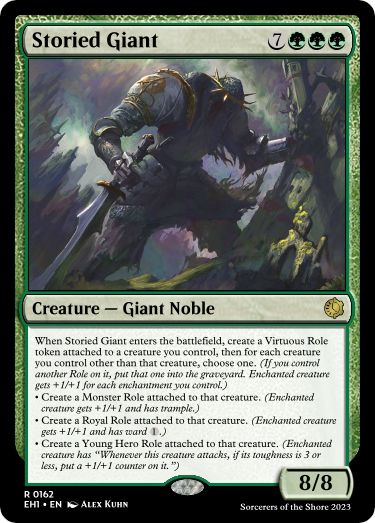 Storied Giant 7
Creature — Giant Noble
When Storied Giant enters the battlefield, create a Virtuous Role
token attached to a creature you control, then for each creature
you control other than that creature, choose one. (If you control
another Role on it, put that one into the graveyard. Enchanted creature
gets +1/+1 for each enchantment you control.)
• Create a Monster Role attached to that creature. (Enchanted
creature gets +1/+1 and has trample.)
• Create a Royal Role attached to that creature. (Enchanted creature
gets +1/+1 and has ward 1.)
• Create a Young Hero Role attached to that creature. (Enchanted
creature has “Whenever this creature attacks, if its toughness is 3 or
less, put a +1/+1 counter on it.”)
8/8
R 0162
EH1 • EN Alex Kuhn
Sorcerers of the Shore 2023